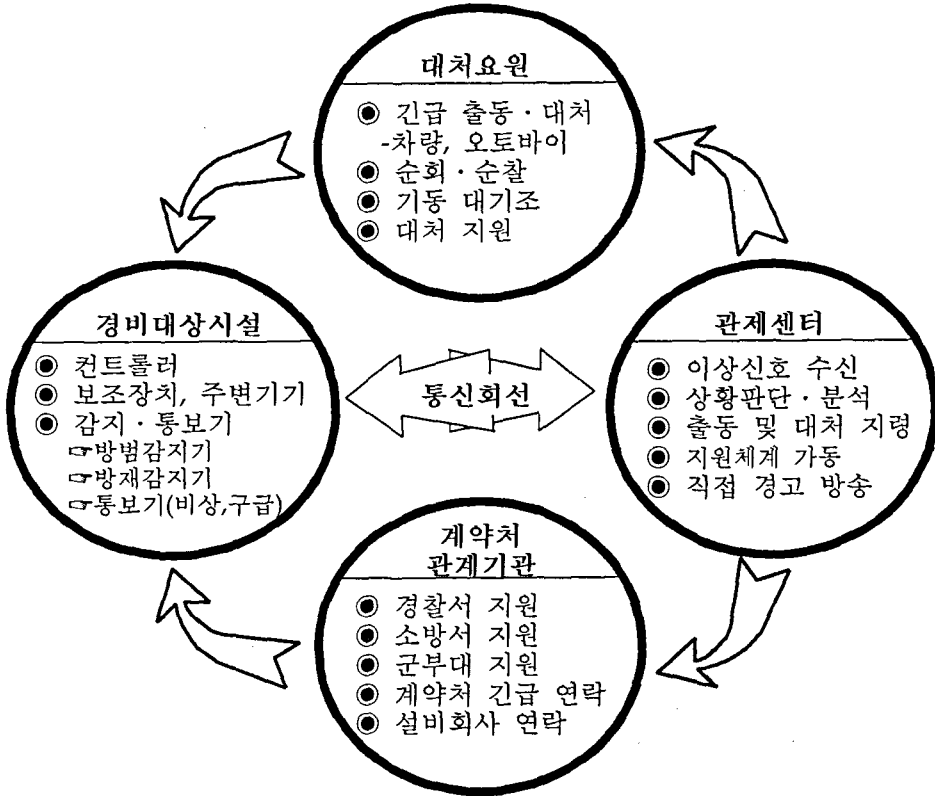 대처요원
◉ 긴급 출동·대처
-차량, 오토바이
◉ 순회·순찰
◉ 기동 대기조
◉ 대처 지원
경비대상시설
◉ 컨트롤러
◉ 보조장치, 주변기기
◉ 감지·통보기
☞방범감지기
☞방재감지기
☞통보기(비상,구급)
통신회선
관제센터
◉ 이상신호 수신
◉ 상황판단·분석
◉ 출동 및 대처 지령
◉ 지원체계 가동
◉ 직접 경고 방송
계약처
관계기관
◉ 경찰서 지원
◉ 소방서 지원
◉ 군부대 지원
◉ 계약처 긴급 연락
◉ 설비회사 연락